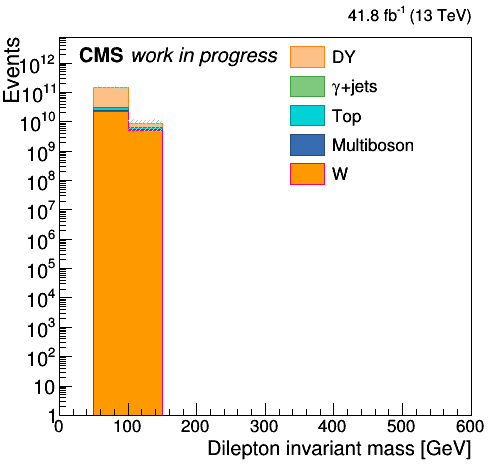 41.8 fb⁻¹ (13 TeV)
Events
CMS work in progress
DY
γ+jets
Top
Multiboson
W
10¹²
10¹¹
10¹⁰
10⁹
10⁸
10⁷
10⁶
10⁵
10⁴
10³
10²
10
1
0 100 200 300 400 500 600
Dilepton invariant mass [GeV]